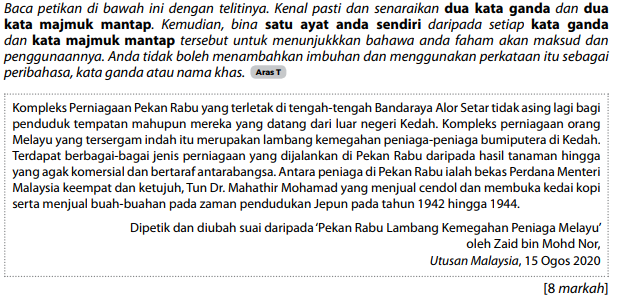 Baca petikan di bawah ini dengan telitinya. Kenal pasti dan senaraikan dua kata ganda dan dua
kata majmuk mantap. Kemudian, bina satu ayat anda sendiri daripada setiap kata ganda
dan kata majmuk mantap tersebut untuk menunjukkkan bahawa anda faham akan maksud dan
penggunaannya. Anda tidak boleh menambahkan imbuhan dan menggunakan perkataan itu sebagai
peribahasa, kata ganda atau nama khas. Aras T
Kompleks Perniagaan Pekan Rabu yang terletak di tengah-tengah Bandaraya Alor Setar tidak asing lagi bagi
penduduk tempatan mahupun mereka yang datang dari luar negeri Kedah. Kompleks perniagaan orang
Melayu yang tersergam indah itu merupakan lambang kemegahan peniaga-peniaga bumiputera di Kedah.
Terdapat berbagai-bagai jenis perniagaan yang dijalankan di Pekan Rabu daripada hasil tanaman hingga
yang agak komersial dan bertaraf antarabangsa. Antara peniaga di Pekan Rabu ialah bekas Perdana Menteri
Malaysia keempat dan ketujuh, Tun Dr. Mahathir Mohamad yang menjual cendol dan membuka kedai kopi
serta menjual buah-buahan pada zaman pendudukan Jepun pada tahun 1942 hingga 1944.
Dipetik dan diubah suai daripada 'Pekan Rabu Lambang Kemegahan Peniaga Melayu'
oleh Zaid bin Mohd Nor,
Utusan Malaysia, 15 Ogos 2020
[8 markah]